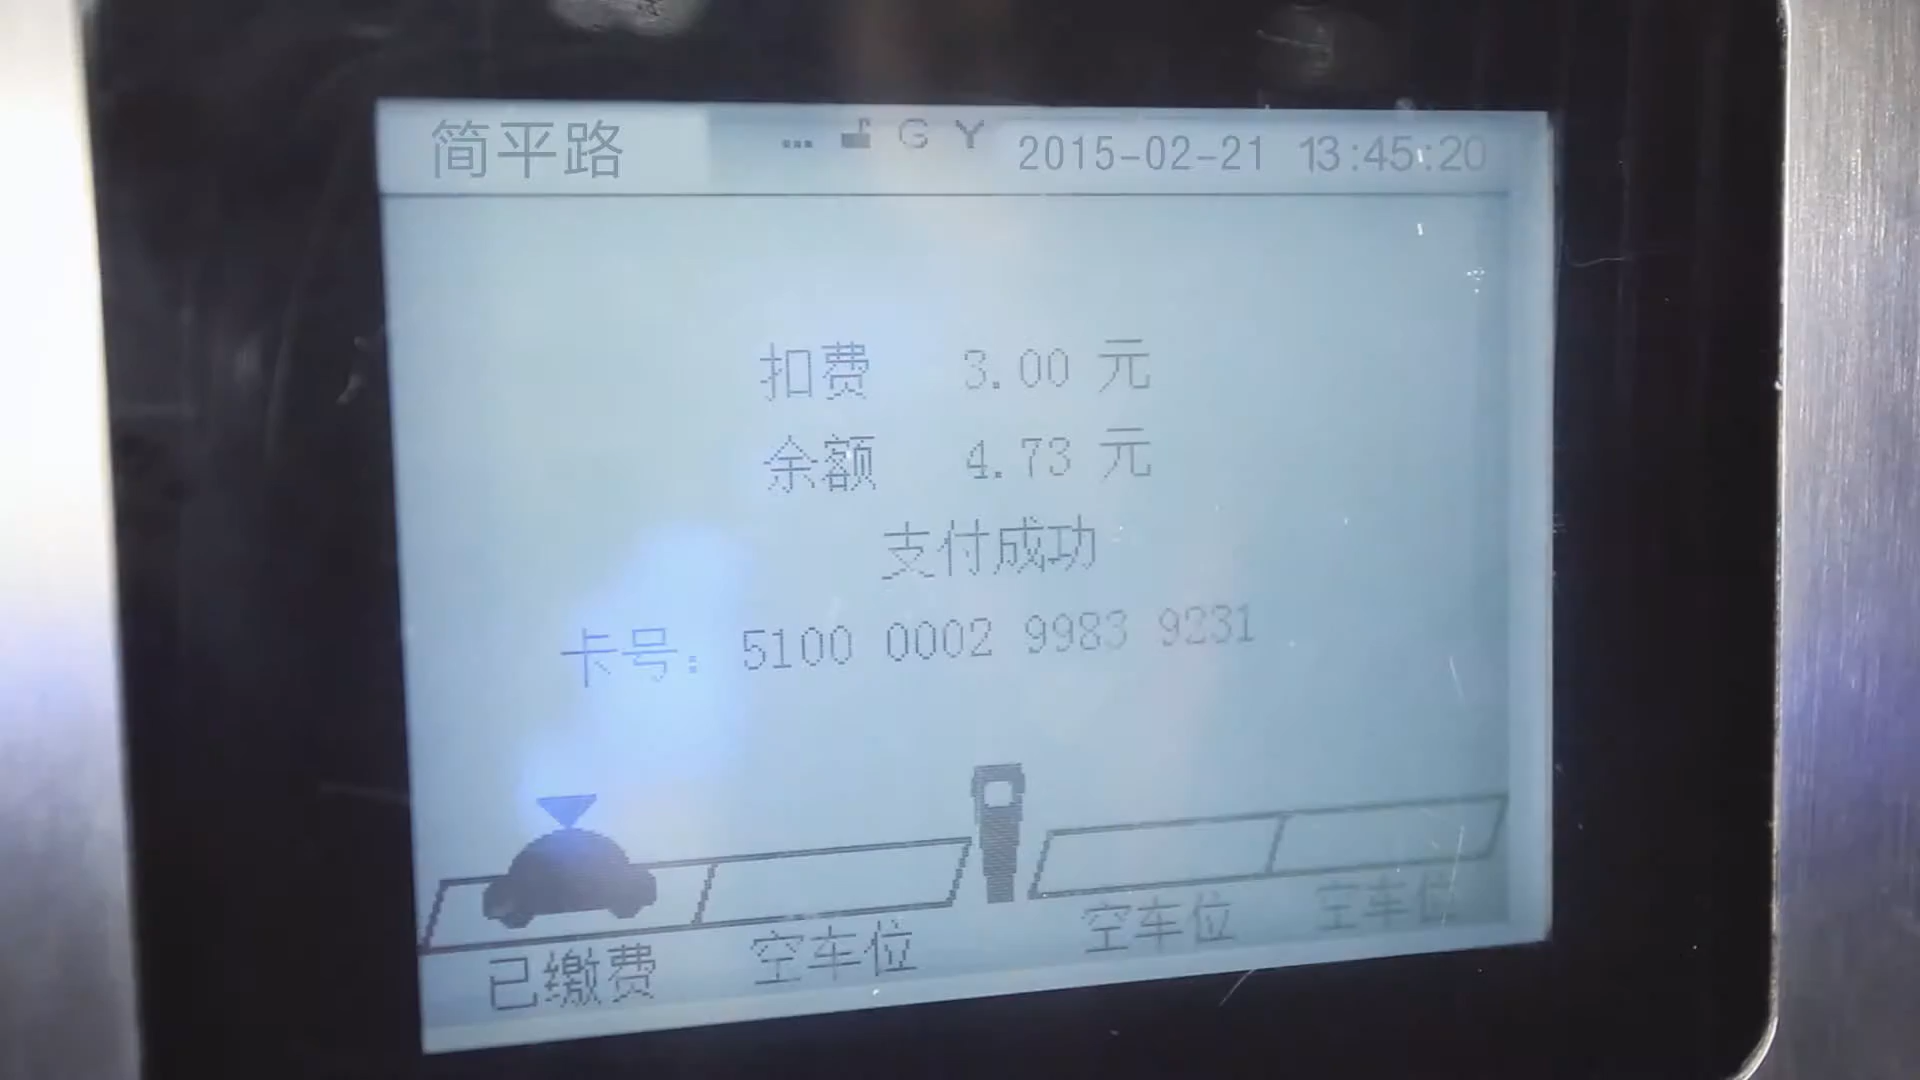 简平路 ... G Y 2015-02-21 13:45:20
扣费 3.00 元
余额 4.73 元
支付成功
卡号: 5100 0002 9983 9231
已缴费 空车位 空车位 空车位